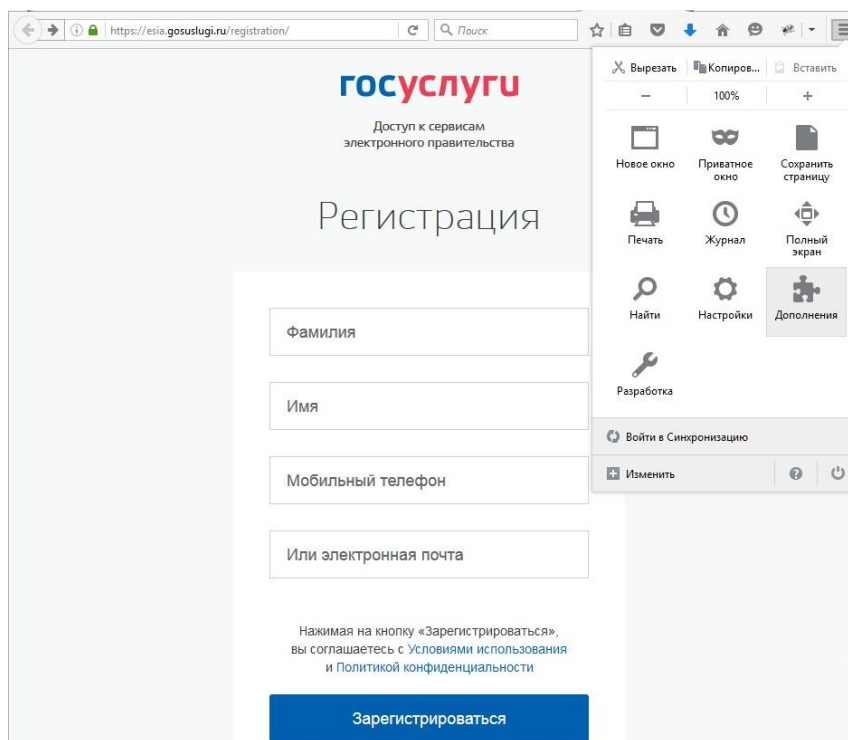 https://esia.gosuslugi.ru/registration/
Поиск
госуслуги
Доступ к сервисам
электронного правительства
Регистрация
Фамилия
Имя
Мобильный телефон
Или электронная почта
Нажимая на кнопку «Зарегистрироваться»,
вы соглашаетесь с Условиями использования
и Политикой конфиденциальности
Зарегистрироваться
Вырезать Копиров... Вставить
− 100% +
Новое окно
Приватное
окно
Сохранить
страницу
Печать
Журнал
Полный
экран
Найти
Настройки
Дополнения
Разработка
Войти в Синхронизацию
Изменить